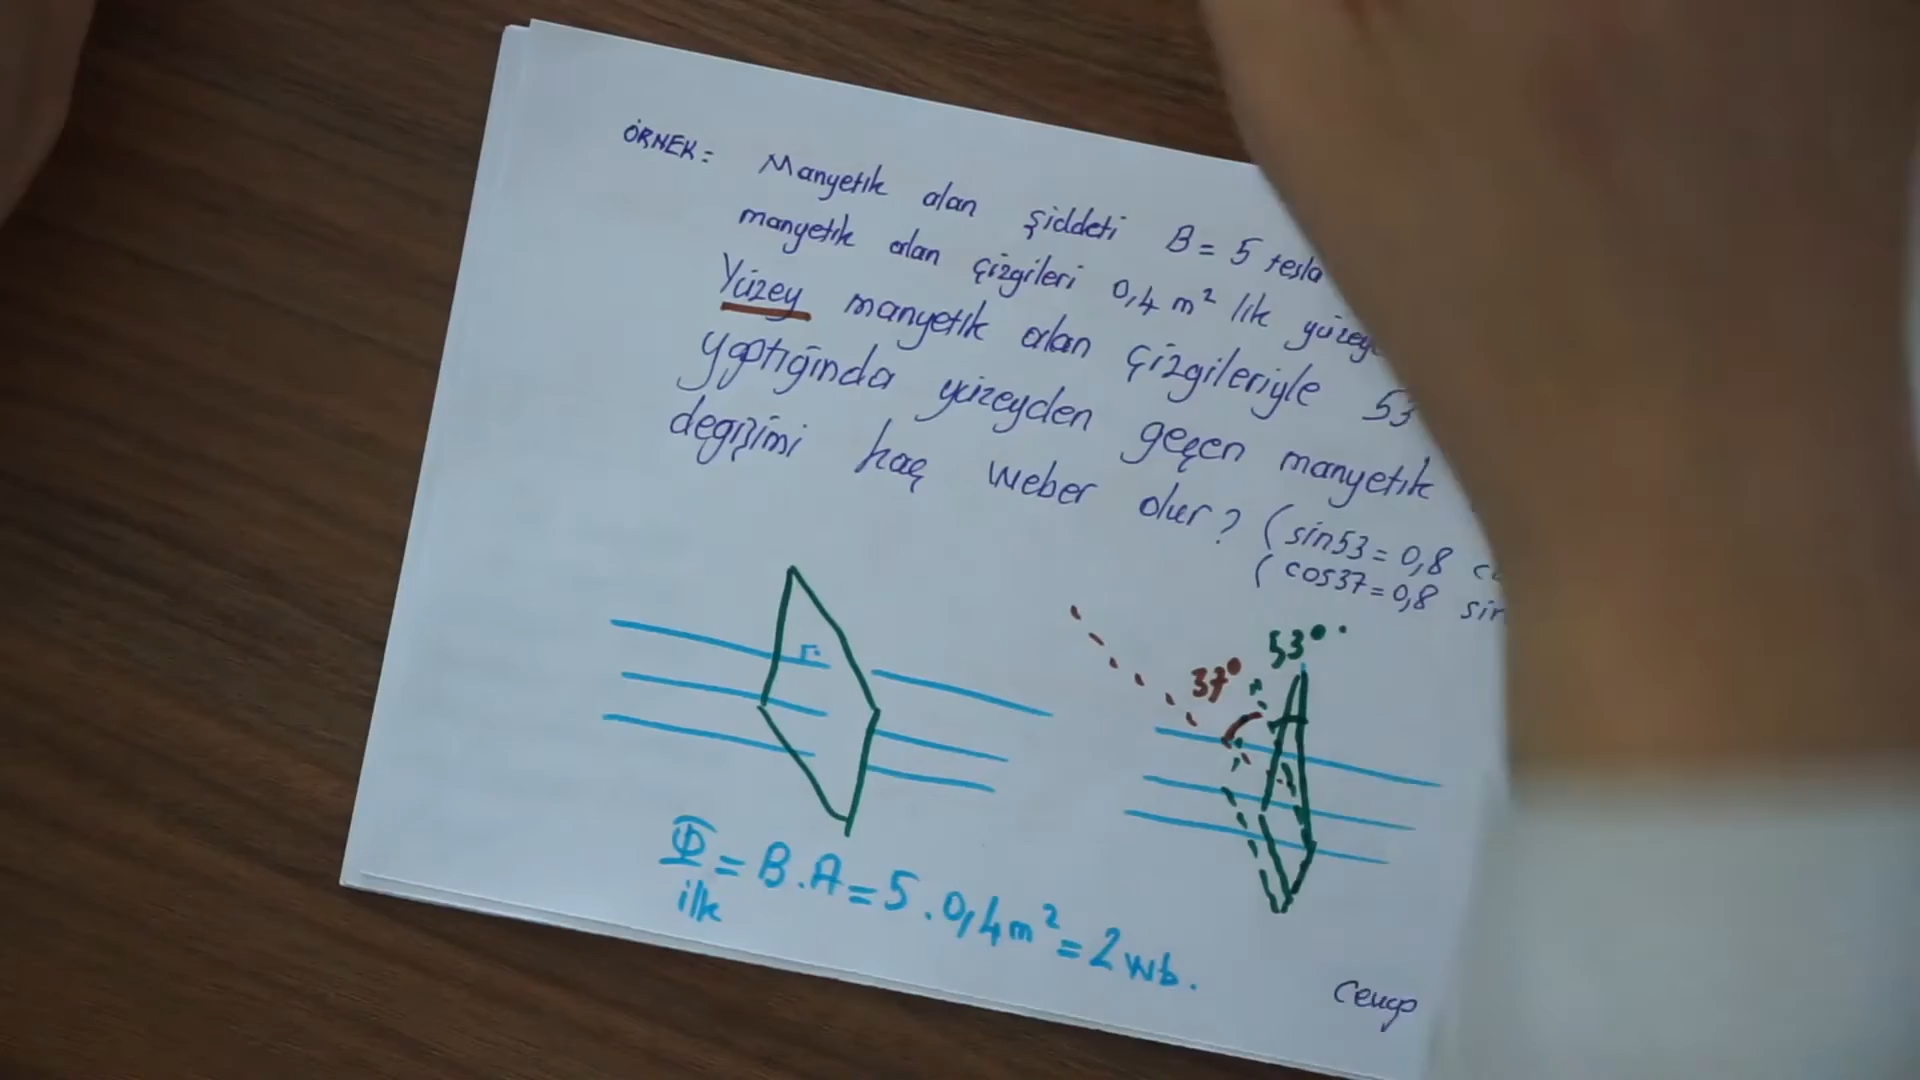 ÖRNEK: Manyetik alan şiddeti B = 5 tesla
manyetik alan çizgileri 0,4 m² lik yüzey
Yüzey manyetik alan çizgileriyle 53
yaptığında yüzeyden geçen manyetik
değişimi kaç weber olur? (sin53 = 0,8
(cos37 = 0,8 sin
53°
37°
Φ ilk = B.A = 5 . 0,4 m² = 2 wb.
Cevap